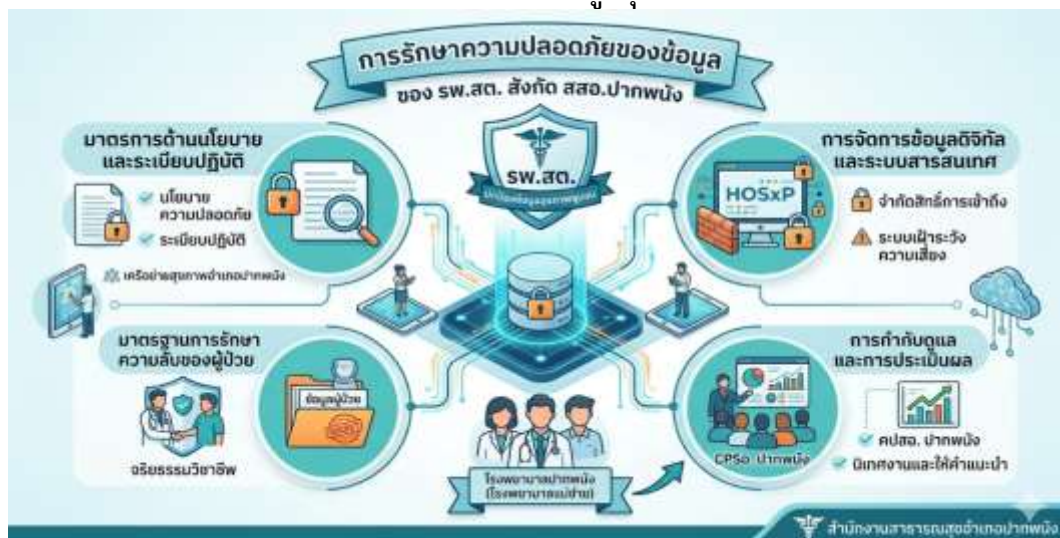 การรักษาความปลอดภัยของข้อมูล
ของ รพ.สต. สังกัด สสอ.ปากพนัง
มาตรการด้านนโยบาย
และระเบียบปฏิบัติ
นโยบาย
ความปลอดภัย
ระเบียบปฏิบัติ
เครือข่ายสุขภาพอำเภอปากพนัง
รพ.สต.
การจัดการข้อมูลดิจิทัล
และระบบสารสนเทศ
HOSxP
จำกัดสิทธิ์การเข้าถึง
ระบบเฝ้าระวัง
ความเสี่ยง
มาตรฐานการรักษา
ความลับของผู้ป่วย
ข้อมูลผู้ป่วย
จริยธรรมวิชาชีพ
โรงพยาบาลปากพนัง
(โรงพยาบาลแม่ข่าย)
การกำกับดูแล
และการประเมินผล
CPSอ ปากพนัง
คปสอ. ปากพนัง
นิเทศงานและให้คำแนะนำ
สำนักงานสาธารณสุขอำเภอปากพนัง